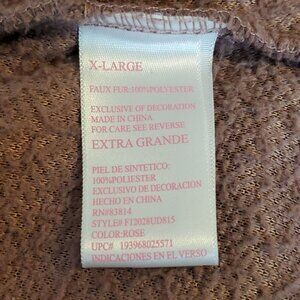 X-LARGE
FAUX FUR:100%POLYESTER
EXCLUSIVE OF DECORATION
MADE IN CHINA
FOR CARE SEE REVERSE
EXTRA GRANDE
PIEL DE SINTETICO:
100%POLIESTER
EXCLUSIVO DE DECORACION
HECHO EN CHINA
RN#83814
STYLE# F12028UD815
COLOR:ROSE
UPC# 193968025571
INDICACIONES EN EL VERSO